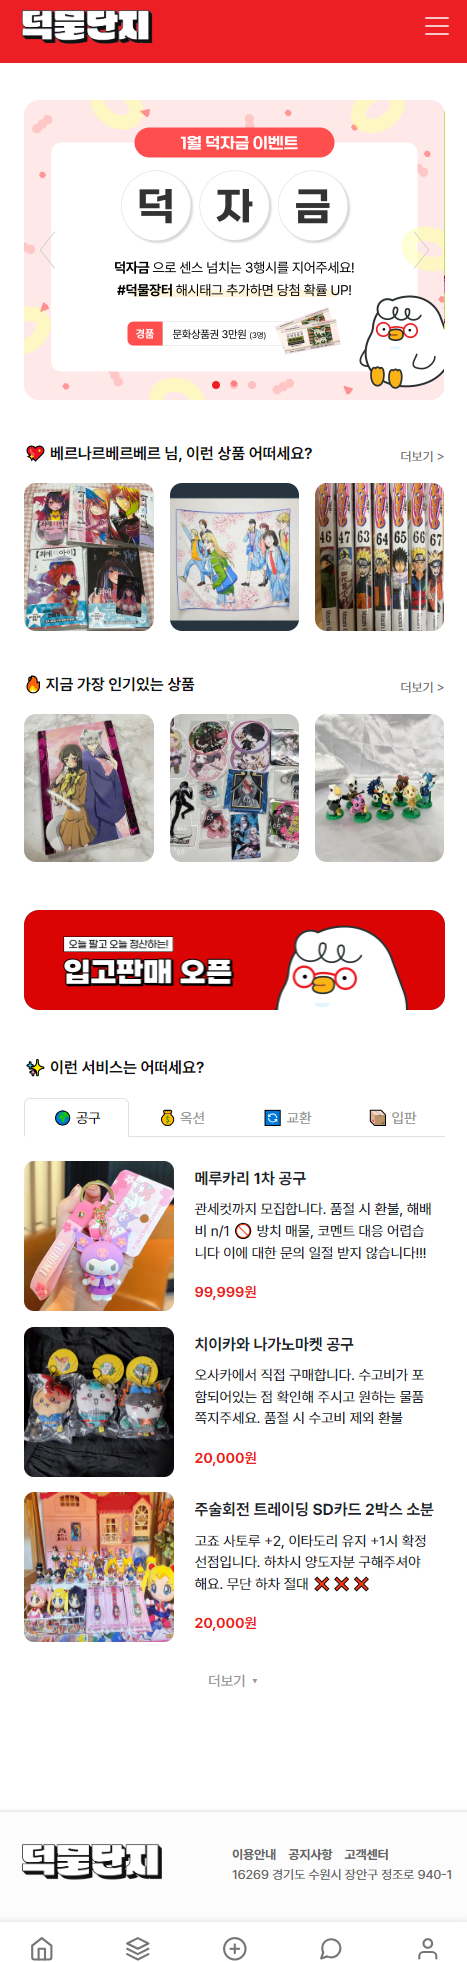 덕물단지
1월 덕자금 이벤트
덕 자 금
덕자금 으로 센스 넘치는 3행시를 지어주세요!
#덕물장터 해시태그 추가하면 당첨 확률 UP!
경품 문화상품권 3만원 (3명)
베르나르베르베르 님, 이런 상품 어떠세요?
더보기 >
46 47 63 64 65 66 67
지금 가장 인기있는 상품
더보기 >
오늘 팔고 오늘 정산하는!
입고판매 오픈
이런 서비스는 어떠세요?
공구 옥션 교환 입판
메루카리 1차 공구
관세컷까지 모집합니다. 품절 시 환불, 해배
비 n/1 🚫 방치 매물, 코멘트 대응 어렵습
니다 이에 대한 문의 일절 받지 않습니다!!!
99,999원
치이카와 나가노마켓 공구
오사카에서 직접 구매합니다. 수고비가 포
함되어있는 점 확인해 주시고 원하는 물품
쪽지주세요. 품절 시 수고비 제외 환불
20,000원
주술회전 트레이딩 SD카드 2박스 소분
고죠 사토루 +2, 이타도리 유지 +1시 확정
선점입니다. 하차시 양도자분 구해주셔야
해요. 무단 하차 절대 ❌ ❌ ❌
20,000원
더보기 ▼
덕물단지
이용안내 공지사항 고객센터
16269 경기도 수원시 장안구 정조로 940-1